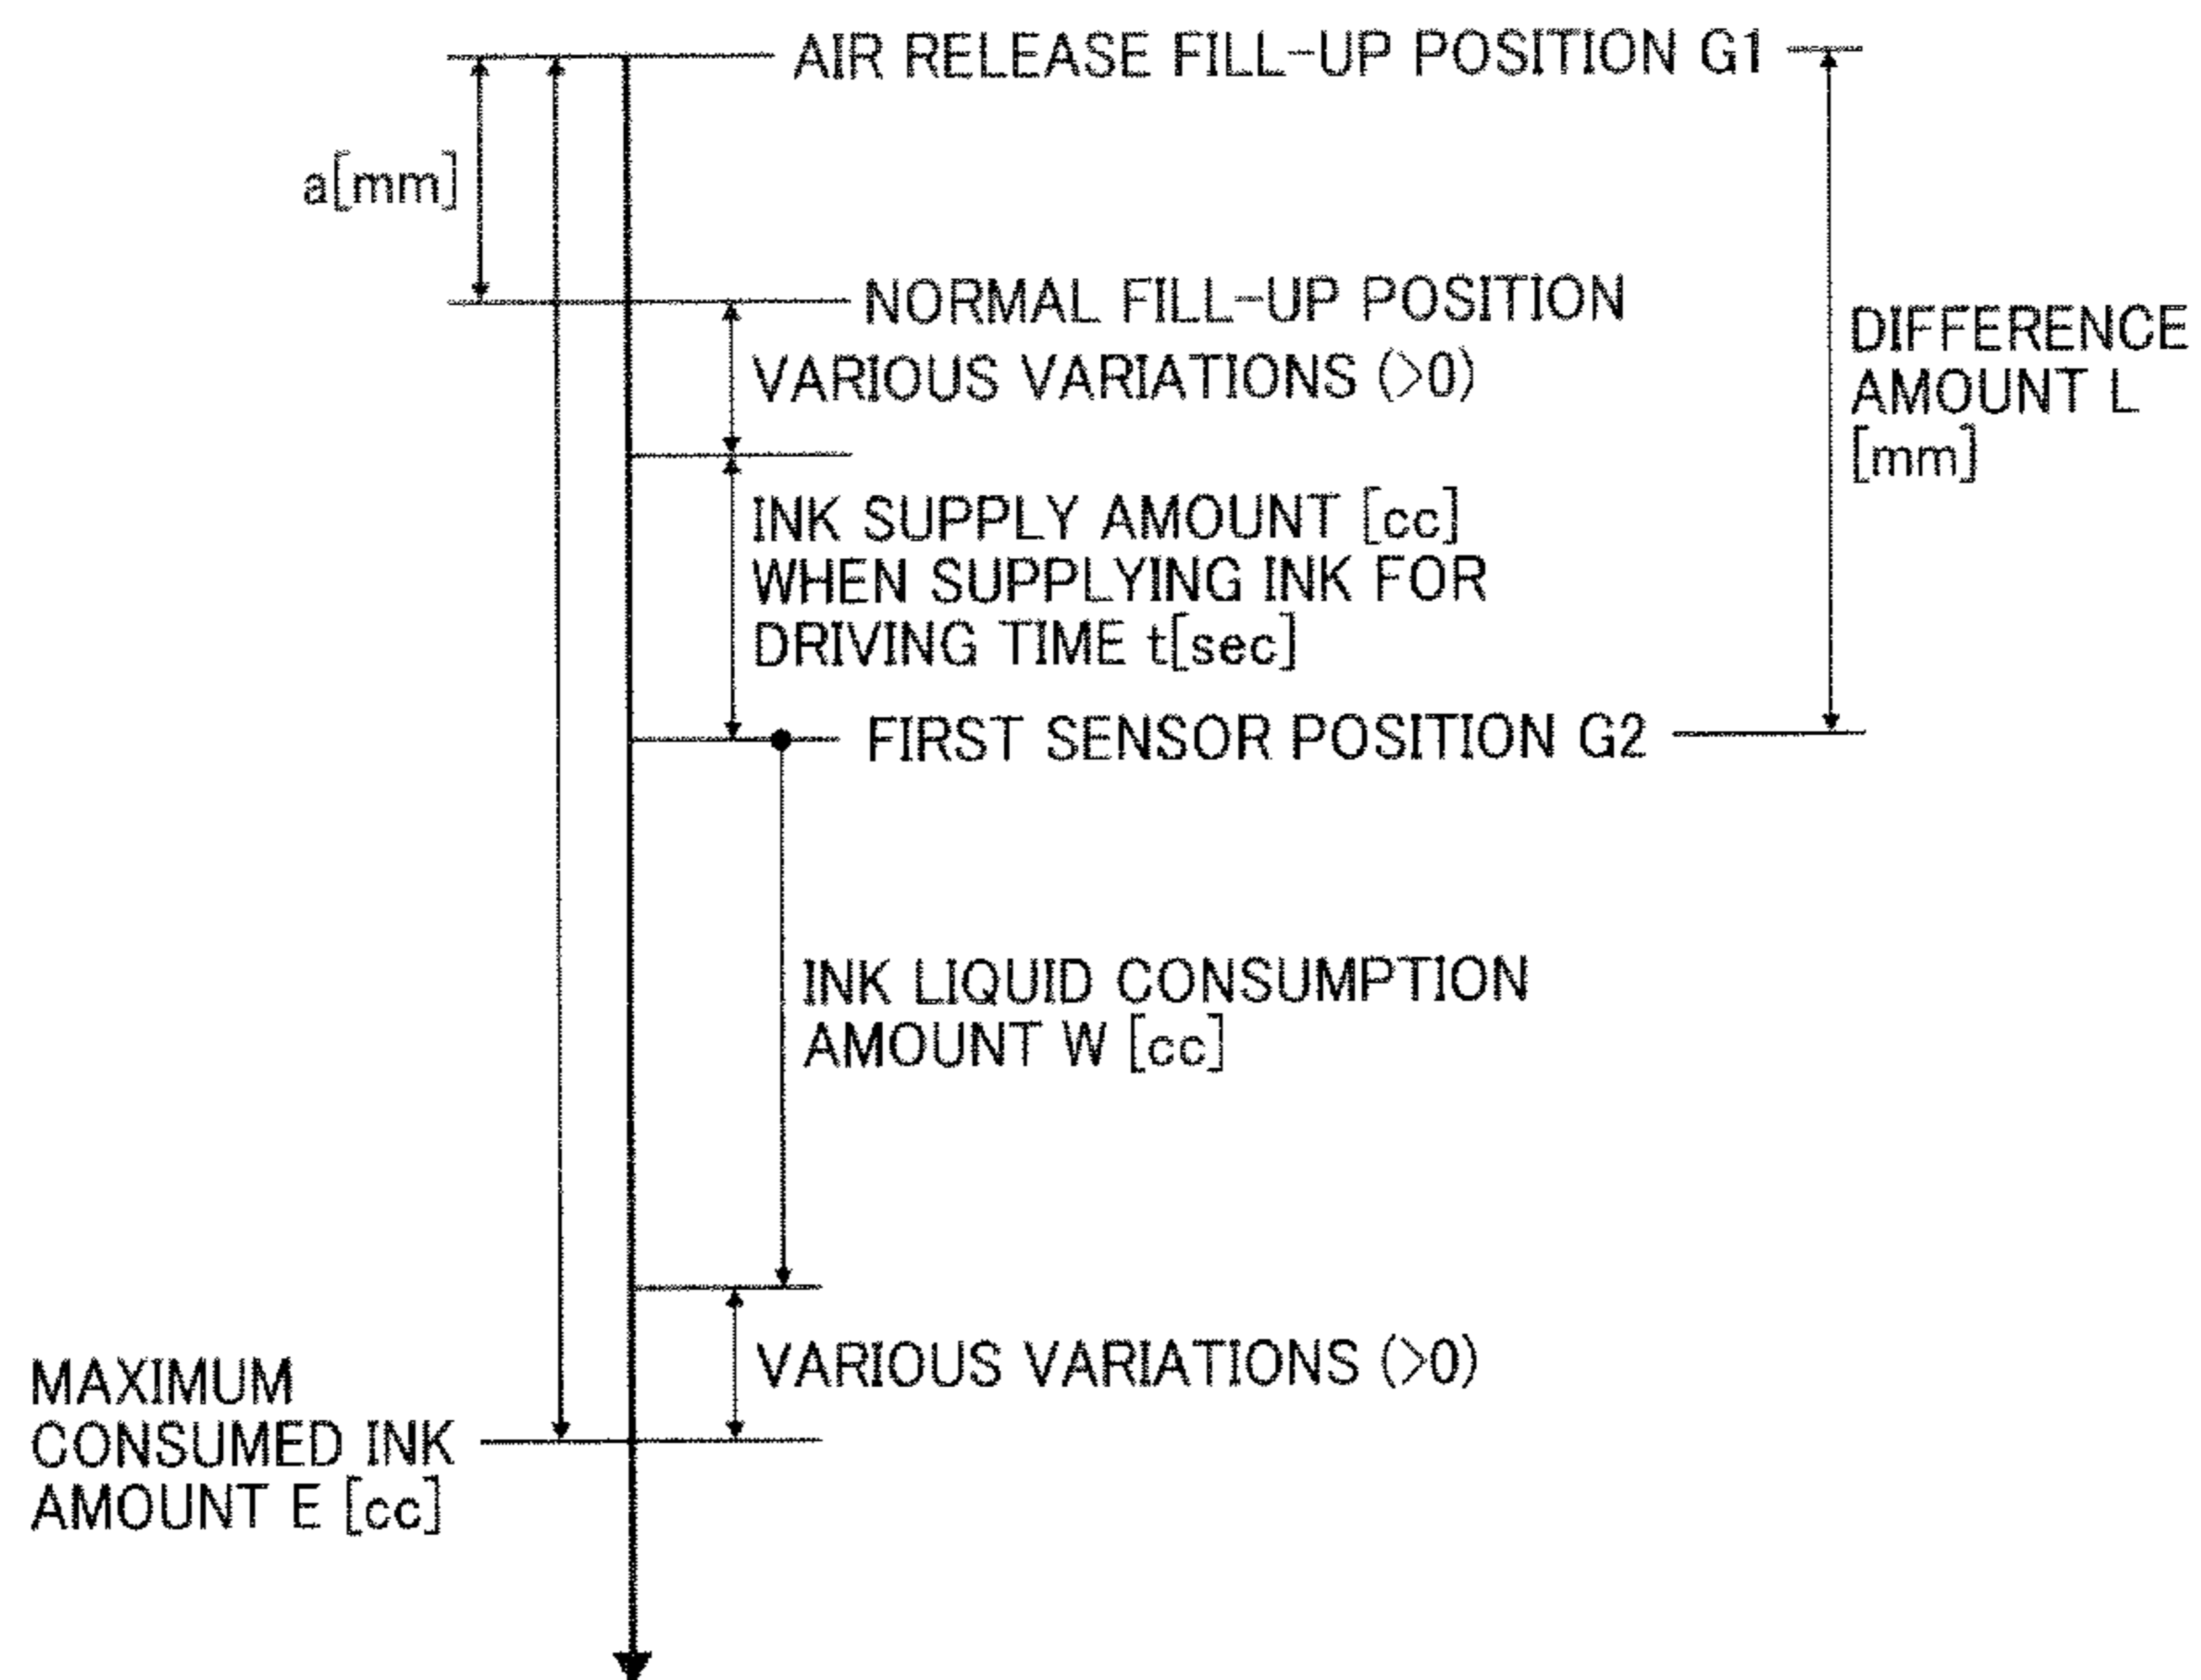 AIR RELEASE FILL-UP POSITION G1
a[mm]
NORMAL FILL-UP POSITION
VARIOUS VARIATIONS (>0)
DIFFERENCE
AMOUNT L
[mm]
INK SUPPLY AMOUNT [cc]
WHEN SUPPLYING INK FOR
DRIVING TIME t[sec]
FIRST SENSOR POSITION G2
INK LIQUID CONSUMPTION
AMOUNT W [cc]
VARIOUS VARIATIONS (>0)
MAXIMUM
CONSUMED INK
AMOUNT E [cc]